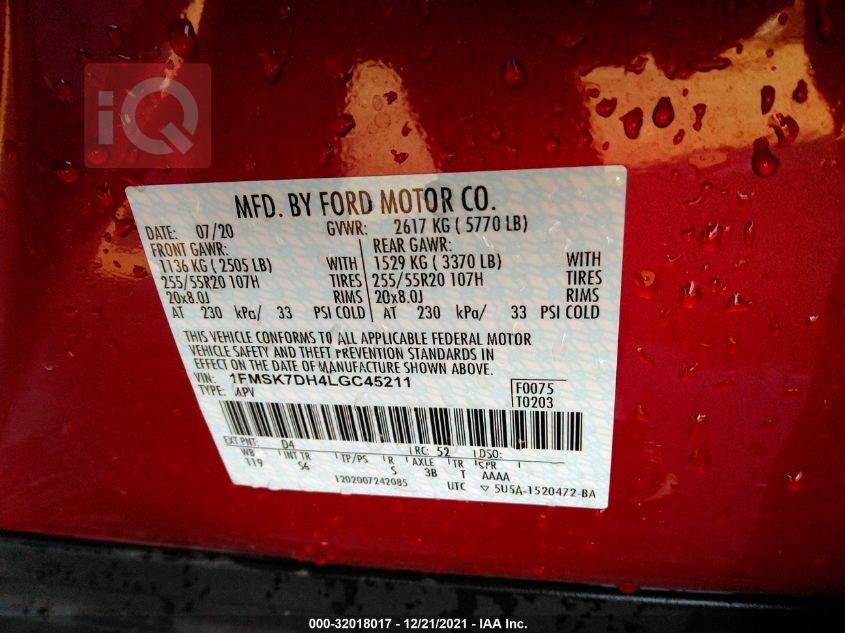 iQ
MFD. BY FORD MOTOR CO.
DATE: 07/20 GVWR: 2617 KG ( 5770 LB)
FRONT GAWR: REAR GAWR:
1136 KG ( 2505 LB) WITH 1529 KG ( 3370 LB) WITH
255/55R20 107H TIRES 255/55R20 107H TIRES
20x8.0J RIMS 20x8.0J RIMS
AT 230 kPa/ 33 PSI COLD AT 230 kPa/ 33 PSI COLD
THIS VEHICLE CONFORMS TO ALL APPLICABLE FEDERAL MOTOR
VEHICLE SAFETY AND THEFT PREVENTION STANDARDS IN
EFFECT ON THE DATE OF MANUFACTURE SHOWN ABOVE.
VIN: 1FMSK7DH4LGC45211 F0075
TYPE: MPV T0203
EXT PNT: D4 RC: 52 DSO:
WB INT TR TP/PS R AXLE TR SPR
119 S6 S 3B T AAAA
1202007242085 UTC ▽ 5U5A-1520472-BA
000-32018017 - 12/21/2021 - IAA Inc.